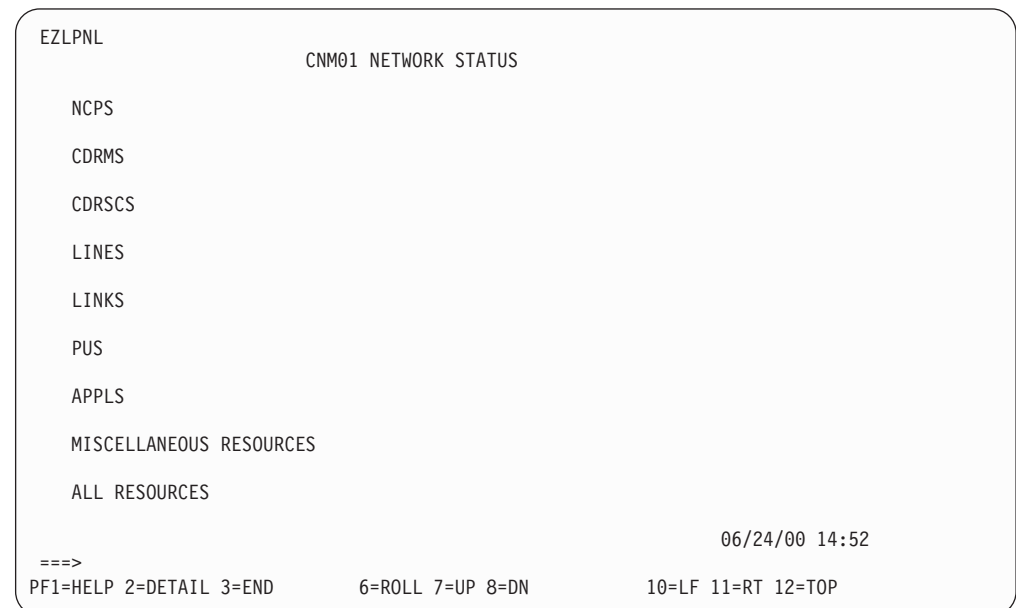 EZLPNL
CNM01 NETWORK STATUS
NCPS
CDRMS
CDRSCS
LINES
LINKS
PUS
APPLS
MISCELLANEOUS RESOURCES
ALL RESOURCES
06/24/00 14:52
===>
PF1=HELP 2=DETAIL 3=END 6=ROLL 7=UP 8=DN 10=LF 11=RT 12=TOP